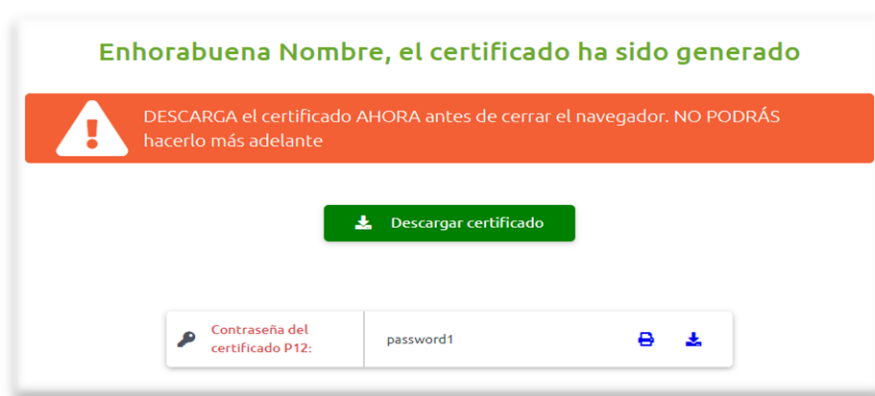 Enhorabuena Nombre, el certificado ha sido generado
DESCARGA el certificado AHORA antes de cerrar el navegador. NO PODRÁS
hacerlo más adelante
Descargar certificado
Contraseña del
certificado P12:
password1